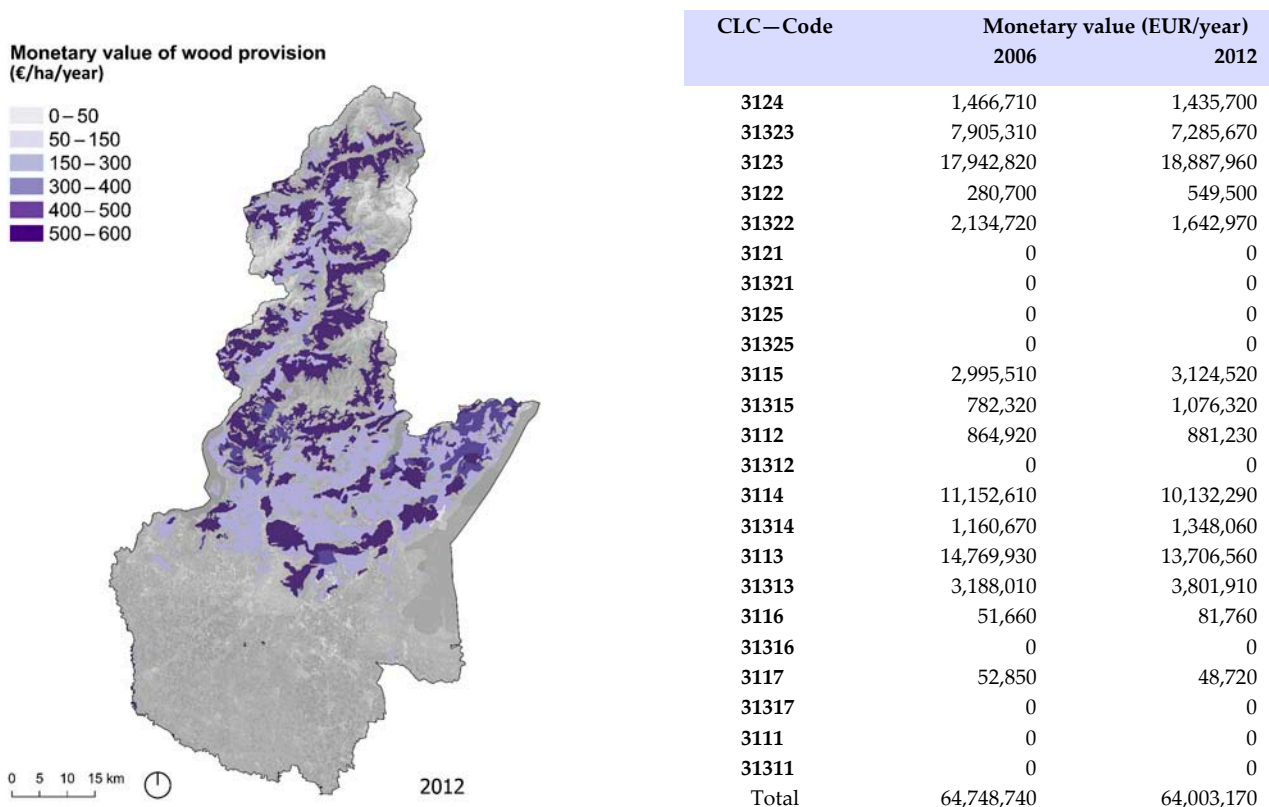 Monetary value of wood provision
(€/ha/year)
0 – 50
50 – 150
150 – 300
300 – 400
400 – 500
500 – 600
0 5 10 15 km
2012
CLC—Code Monetary value (EUR/year)
2006 2012
3124 1,466,710 1,435,700
31323 7,905,310 7,285,670
3123 17,942,820 18,887,960
3122 280,700 549,500
31322 2,134,720 1,642,970
3121 0 0
31321 0 0
3125 0 0
31325 0 0
3115 2,995,510 3,124,520
31315 782,320 1,076,320
3112 864,920 881,230
31312 0 0
3114 11,152,610 10,132,290
31314 1,160,670 1,348,060
3113 14,769,930 13,706,560
31313 3,188,010 3,801,910
3116 51,660 81,760
31316 0 0
3117 52,850 48,720
31317 0 0
3111 0 0
31311 0 0
Total 64,748,740 64,003,170